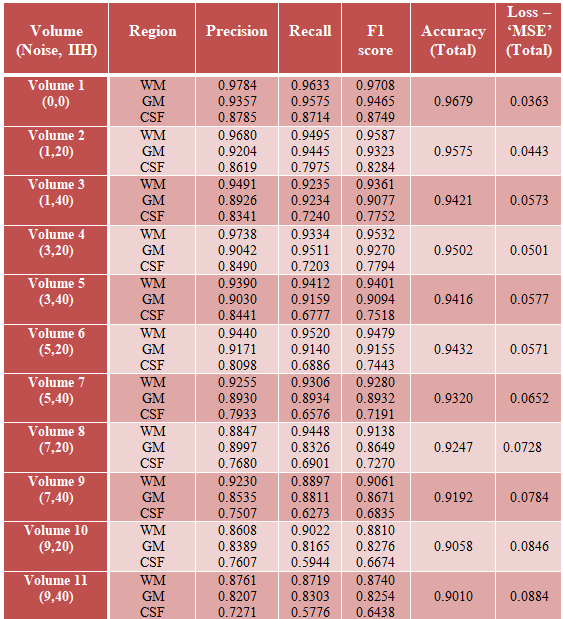 Volume (Noise, IIH) Region Precision Recall F1 score Accuracy (Total) Loss – ‘MSE’ (Total)
Volume 1 (0,0) WM 0.9784 0.9633 0.9708 0.9679 0.0363
GM 0.9357 0.9575 0.9465
CSF 0.8785 0.8714 0.8749
Volume 2 (1,20) WM 0.9680 0.9495 0.9587 0.9575 0.0443
GM 0.9204 0.9445 0.9323
CSF 0.8619 0.7975 0.8284
Volume 3 (1,40) WM 0.9491 0.9235 0.9361 0.9421 0.0573
GM 0.8926 0.9234 0.9077
CSF 0.8341 0.7240 0.7752
Volume 4 (3,20) WM 0.9738 0.9334 0.9532 0.9502 0.0501
GM 0.9042 0.9511 0.9270
CSF 0.8490 0.7203 0.7794
Volume 5 (3,40) WM 0.9390 0.9412 0.9401 0.9416 0.0577
GM 0.9030 0.9159 0.9094
CSF 0.8441 0.6777 0.7518
Volume 6 (5,20) WM 0.9440 0.9520 0.9479 0.9432 0.0571
GM 0.9171 0.9140 0.9155
CSF 0.8098 0.6886 0.7443
Volume 7 (5,40) WM 0.9255 0.9306 0.9280 0.9320 0.0652
GM 0.8930 0.8934 0.8932
CSF 0.7933 0.6576 0.7191
Volume 8 (7,20) WM 0.8847 0.9448 0.9138 0.9247 0.0728
GM 0.8997 0.8326 0.8649
CSF 0.7680 0.6901 0.7270
Volume 9 (7,40) WM 0.9230 0.8897 0.9061 0.9192 0.0784
GM 0.8535 0.8811 0.8671
CSF 0.7507 0.6273 0.6835
Volume 10 (9,20) WM 0.8608 0.9022 0.8810 0.9058 0.0846
GM 0.8389 0.8165 0.8276
CSF 0.7607 0.5944 0.6674
Volume 11 (9,40) WM 0.8761 0.8719 0.8740 0.9010 0.0884
GM 0.8207 0.8303 0.8254
CSF 0.7271 0.5776 0.6438